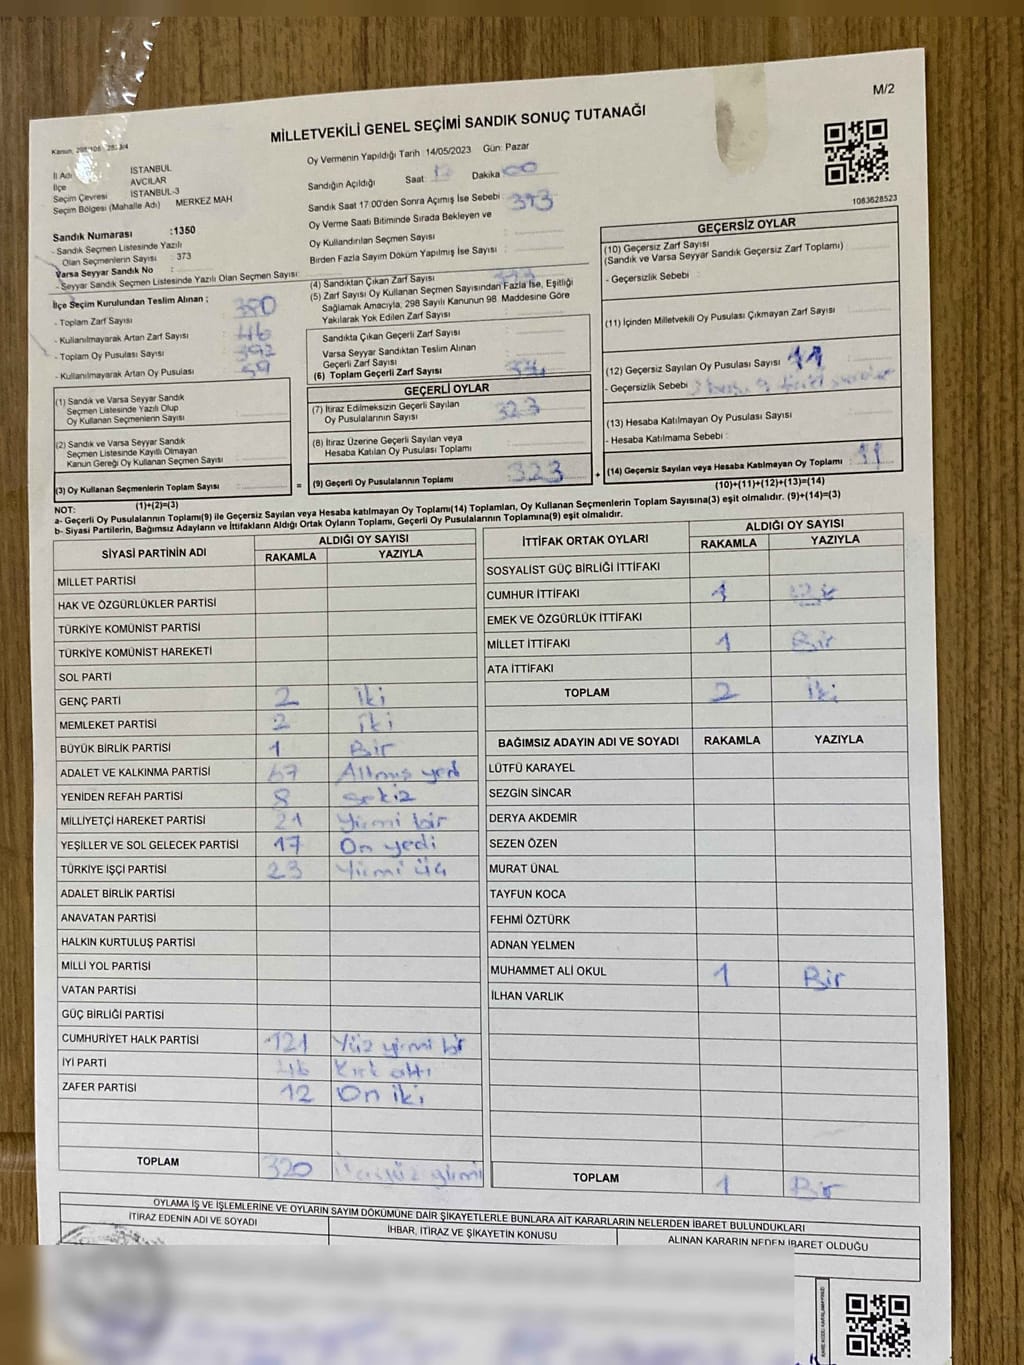 M/2
MİLLETVEKİLİ GENEL SEÇİMİ SANDIK SONUÇ TUTANAĞI
Oy Vermenin Yapıldığı Tarih 14/05/2023 Gün: Pazar
İl Adı İSTANBUL
İlçe AVCILAR
Seçim Çevresi İSTANBUL-3
Seçim Bölgesi (Mahalle Adı) MERKEZ MAH
Sandık Numarası :1350
- Sandık Seçmen Listesinde Yazılı
Olan Seçmenlerin Sayısı : 373
Varsa Seyyar Sandık No :
- Seyyar Sandık Seçmen Listesinde Yazılı Olan Seçmen Sayısı:
Sandığın Açıldığı Saat Dakika 00
Sandık Saat 17:00'den Sonra Açılmış İse Sebebi
Oy Verme Saati Bitiminde Sırada Bekleyen ve
Oy Kullandırılan Seçmen Sayısı :
Birden Fazla Sayım Döküm Yapılmış İse Sayısı :
1083628523
İlçe Seçim Kurulundan Teslim Alınan ;
- Toplam Zarf Sayısı
- Kullanılmayarak Artan Zarf Sayısı
- Toplam Oy Pusulası Sayısı
- Kullanılmayarak Artan Oy Pusulası 59
(1) Sandık ve Varsa Seyyar Sandık
Seçmen Listesinde Yazılı Olup
Oy Kullanan Seçmenlerin Sayısı :
(2) Sandık ve Varsa Seyyar Sandık
Seçmen Listesinde Kayıtlı Olmayan
Kanun Gereği Oy Kullanan Seçmen Sayısı :
(3) Oy Kullanan Seçmenlerin Toplam Sayısı :
(1)+(2)=(3)
(4) Sandıktan Çıkan Zarf Sayısı
(5) Zarf Sayısı Oy Kullanan Seçmen Sayısından Fazla İse, Eşitliği
Sağlamak Amacıyla, 298 Sayılı Kanunun 98. Maddesine Göre
Yakılarak Yok Edilen Zarf Sayısı :
Sandıkta Çıkan Geçerli Zarf Sayısı :
Varsa Seyyar Sandıktan Teslim Alınan
Geçerli Zarf Sayısı :
(6) Toplam Geçerli Zarf Sayısı
GEÇERLİ OYLAR
(7) İtiraz Edilmeksizin Geçerli Sayılan
Oy Pusulalarının Sayısı : 323
(8) İtiraz Üzerine Geçerli Sayılan veya
Hesaba Katılan Oy Pusulası Toplamı :
= (9) Geçerli Oy Pusulalarının Toplamı : 323 +
GEÇERSİZ OYLAR
(10) Geçersiz Zarf Sayısı
(Sandık ve Varsa Seyyar Sandık Geçersiz Zarf Toplamı) :
- Geçersizlik Sebebi :
(11) İçinden Milletvekili Oy Pusulası Çıkmayan Zarf Sayısı :
(12) Geçersiz Sayılan Oy Pusulası Sayısı 11
- Geçersizlik Sebebi :
(13) Hesaba Katılmayan Oy Pusulası Sayısı :
- Hesaba Katılmama Sebebi :
(14) Geçersiz Sayılan veya Hesaba Katılmayan Oy Toplamı : 11
(10)+(11)+(12)+(13)=(14)
NOT:
a- Geçerli Oy Pusulalarının Toplamı(9) ile Geçersiz Sayılan veya Hesaba katılmayan Oy Toplamı(14) Toplamları, Oy Kullanan Seçmenlerin Toplam Sayısına(3) eşit olmalıdır. (9)+(14)=(3)
b- Siyasi Partilerin, Bağımsız Adayların ve İttifakların Aldığı Ortak Oyların Toplamı, Geçerli Oy Pusulalarının Toplamına(9) eşit olmalıdır.
SİYASİ PARTİNİN ADI ALDIĞI OY SAYISI
RAKAMLA YAZIYLA
MİLLET PARTİSİ
HAK VE ÖZGÜRLÜKLER PARTİSİ
TÜRKİYE KOMÜNİST PARTİSİ
TÜRKİYE KOMÜNİST HAREKETİ
SOL PARTİ
GENÇ PARTİ 2 iki
MEMLEKET PARTİSİ 2 iki
BÜYÜK BİRLİK PARTİSİ 1 Bir
ADALET VE KALKINMA PARTİSİ 67 Altmış yedi
YENİDEN REFAH PARTİSİ 8 sekiz
MİLLİYETÇİ HAREKET PARTİSİ 21 Yirmi bir
YEŞİLLER VE SOL GELECEK PARTİSİ 17 On yedi
TÜRKİYE İŞÇİ PARTİSİ 23 Yirmi üç
ADALET BİRLİK PARTİSİ
ANAVATAN PARTİSİ
HALKIN KURTULUŞ PARTİSİ
MİLLİ YOL PARTİSİ
VATAN PARTİSİ
GÜÇ BİRLİĞİ PARTİSİ
CUMHURİYET HALK PARTİSİ 121 Yüz yirmi bir
İYİ PARTİ 46 Kırk altı
ZAFER PARTİSİ 12 On iki
TOPLAM 320 üçyüz yirmi
İTTİFAK ORTAK OYLARI ALDIĞI OY SAYISI
RAKAMLA YAZIYLA
SOSYALİST GÜÇ BİRLİĞİ İTTİFAKI
CUMHUR İTTİFAKI 1 Bir
EMEK VE ÖZGÜRLÜK İTTİFAKI
MİLLET İTTİFAKI 1 Bir
ATA İTTİFAKI
TOPLAM 2 iki
BAĞIMSIZ ADAYIN ADI VE SOYADI RAKAMLA YAZIYLA
LÜTFÜ KARAYEL
SEZGİN SİNCAR
DERYA AKDEMİR
SEZEN ÖZEN
MURAT ÜNAL
TAYFUN KOCA
FEHMİ ÖZTÜRK
ADNAN YELMEN
MUHAMMET ALİ OKUL 1 Bir
İLHAN VARLIK
TOPLAM 1 Bir
OYLAMA İŞ VE İŞLEMLERİNE VE OYLARIN SAYIM DÖKÜMÜNE DAİR ŞİKAYETLERLE BUNLARA AİT KARARLARIN NELERDEN İBARET BULUNDUKLARI
İTİRAZ EDENİN ADI VE SOYADI İHBAR, İTİRAZ VE ŞİKAYETİN KONUSU ALINAN KARARIN NEDEN İBARET OLDUĞU